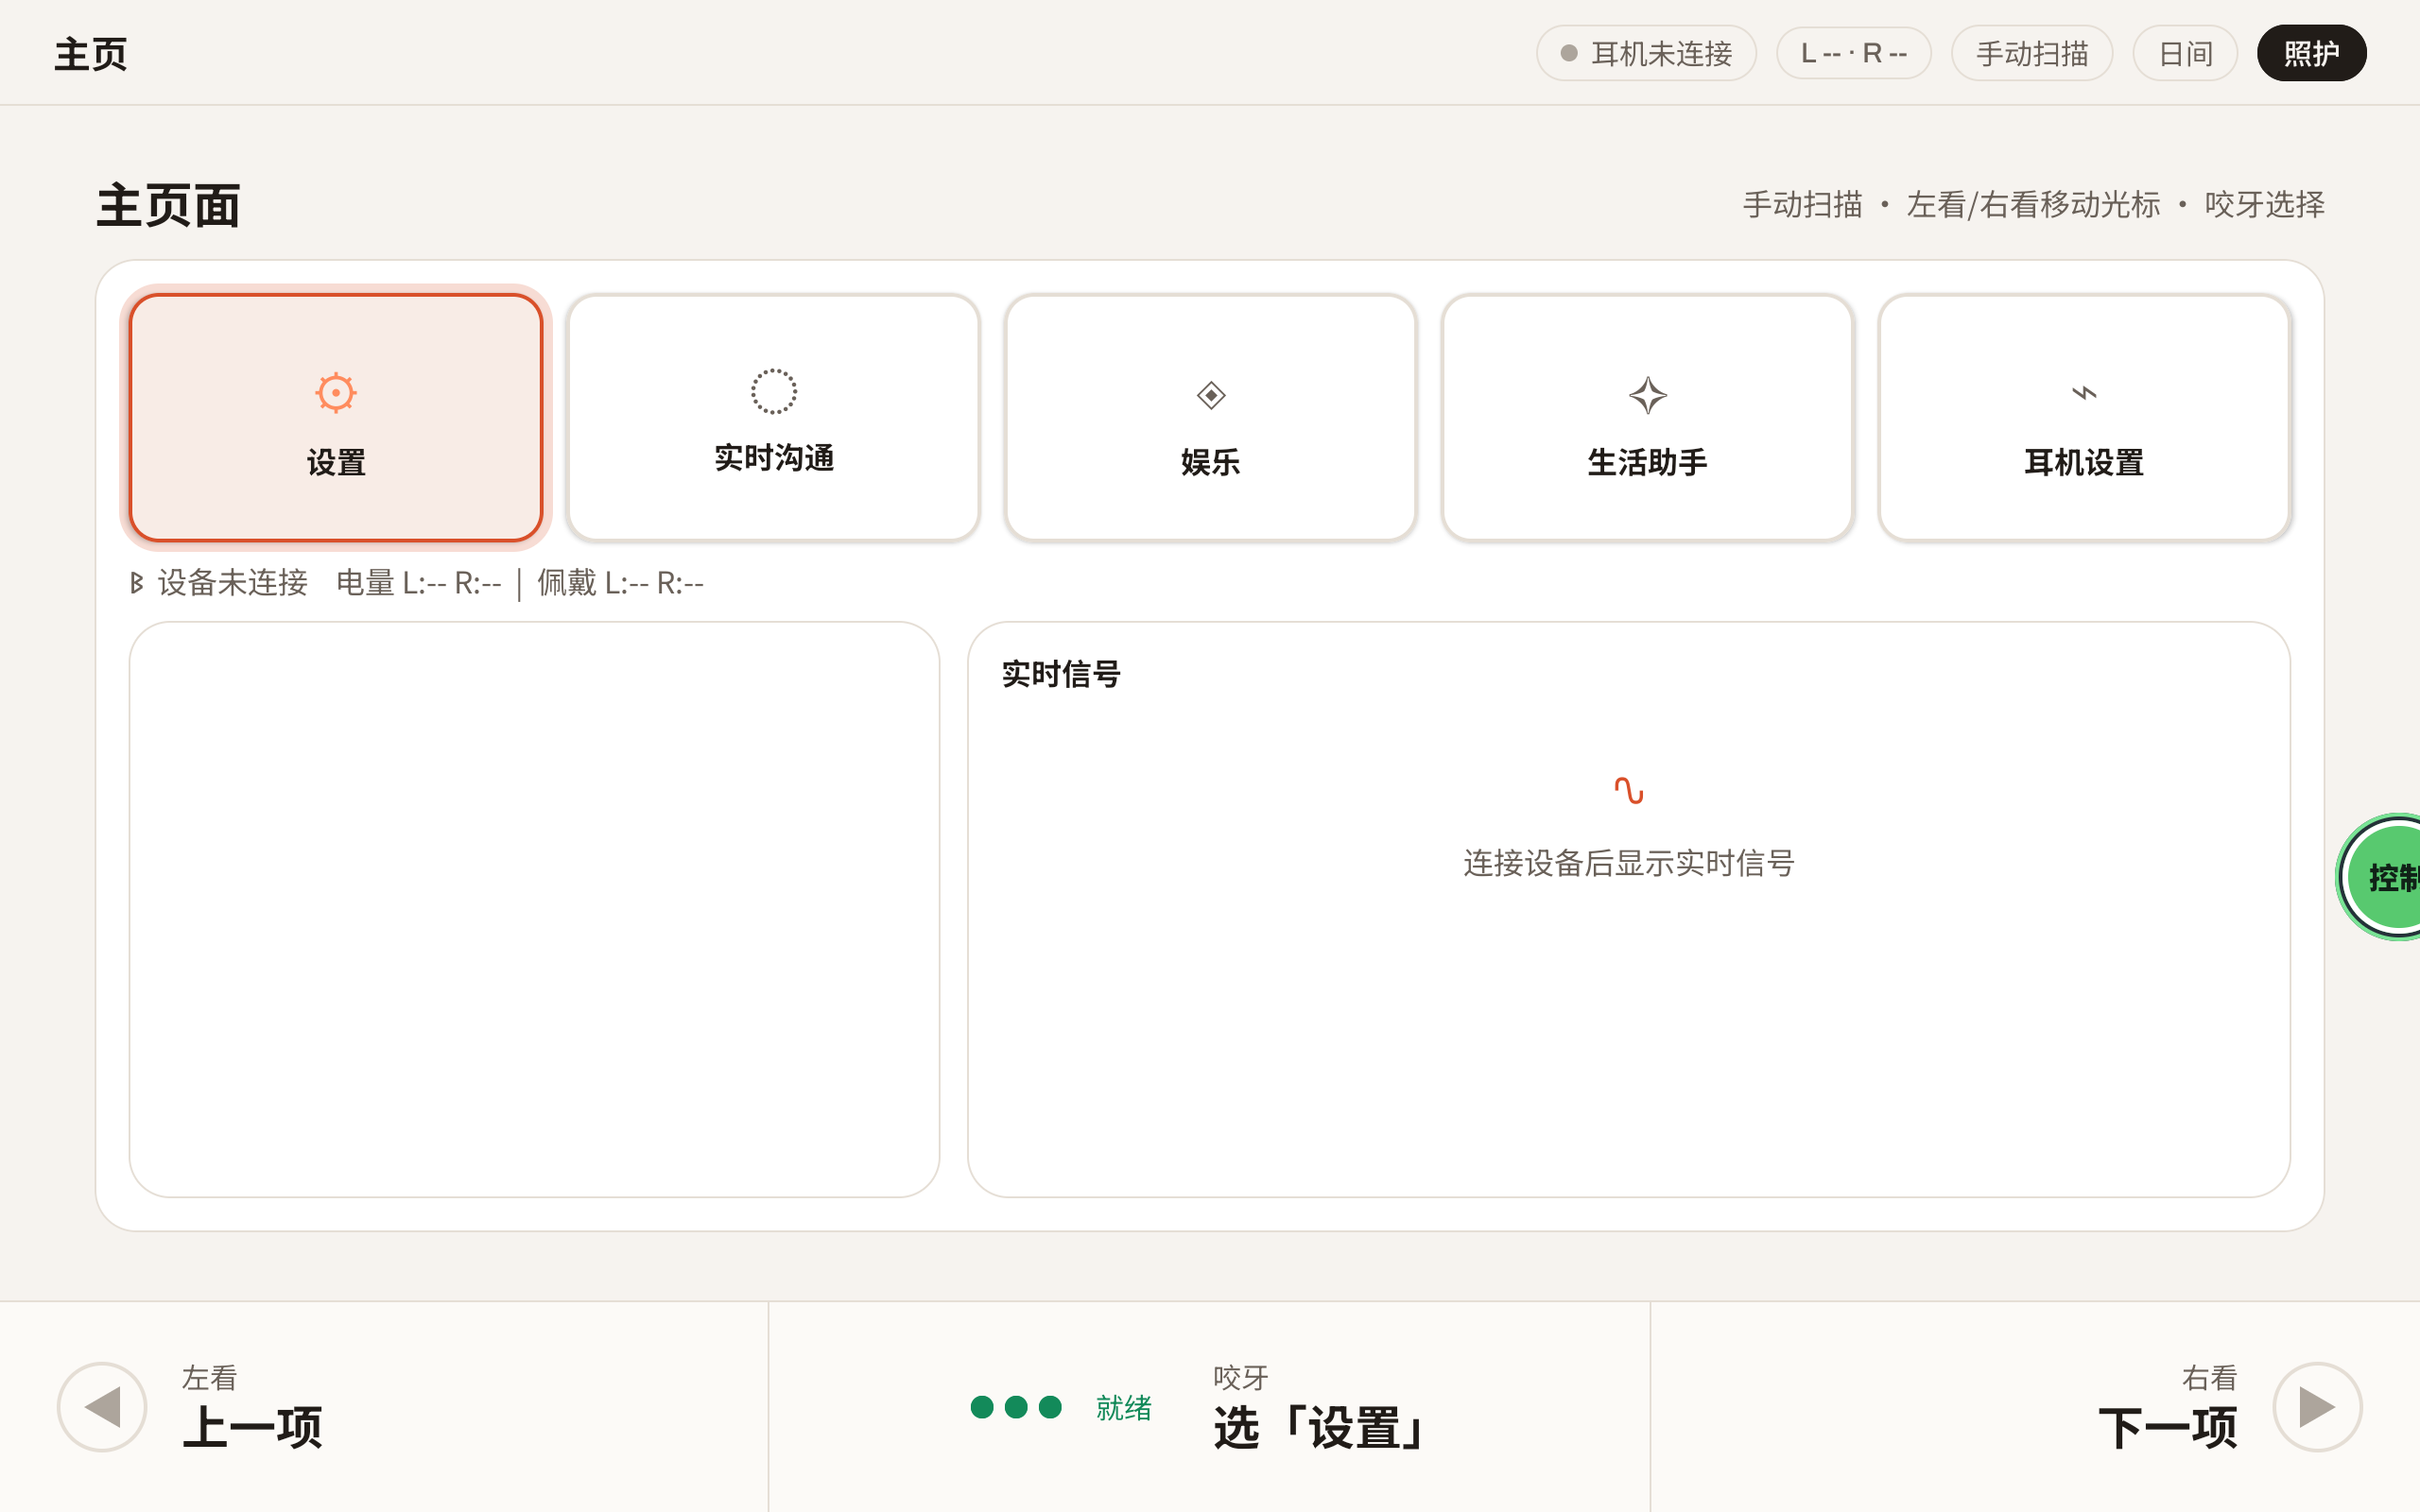 主页
耳机未连接
L -- · R --
手动扫描
日间
照护
主页面
手动扫描 • 左看/右看移动光标 • 咬牙选择
设置
实时沟通
娱乐
生活助手
耳机设置
设备未连接 电量 L:-- R:-- | 佩戴 L:-- R:--
实时信号
连接设备后显示实时信号
控制
左看
上一项
就绪
咬牙
选「设置」
右看
下一项